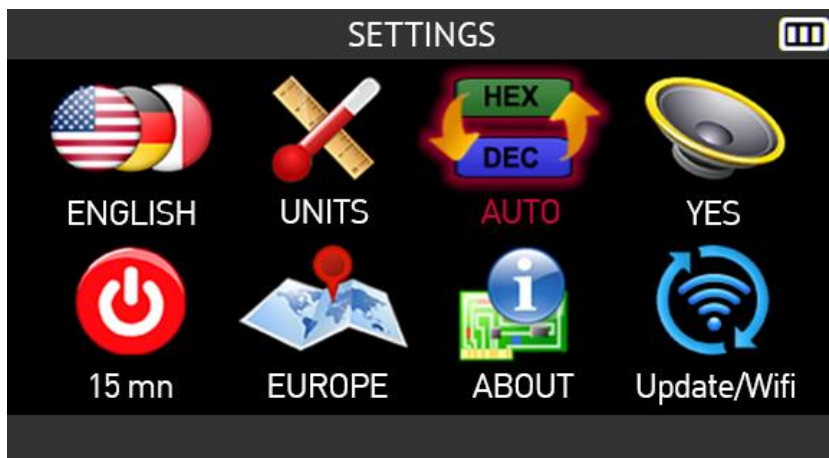 SETTINGS
HEX
DEC
ENGLISH UNITS AUTO YES
i
15 mn EUROPE ABOUT Update/Wifi